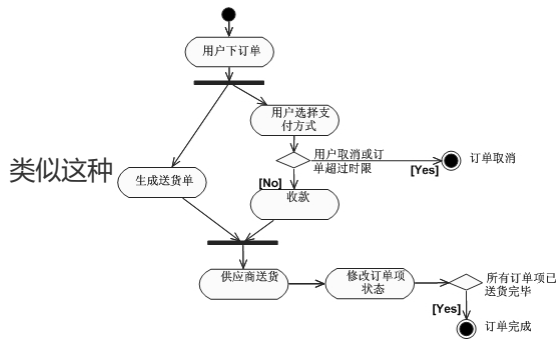 用户下订单
用户选择支
付方式
类似这种
生成送货单
用户取消或订
单超过时限
[Yes]
订单取消
[No]
收款
供应商送货
修改订单项
状态
所有订单项已
送货完毕
[Yes]
订单完成